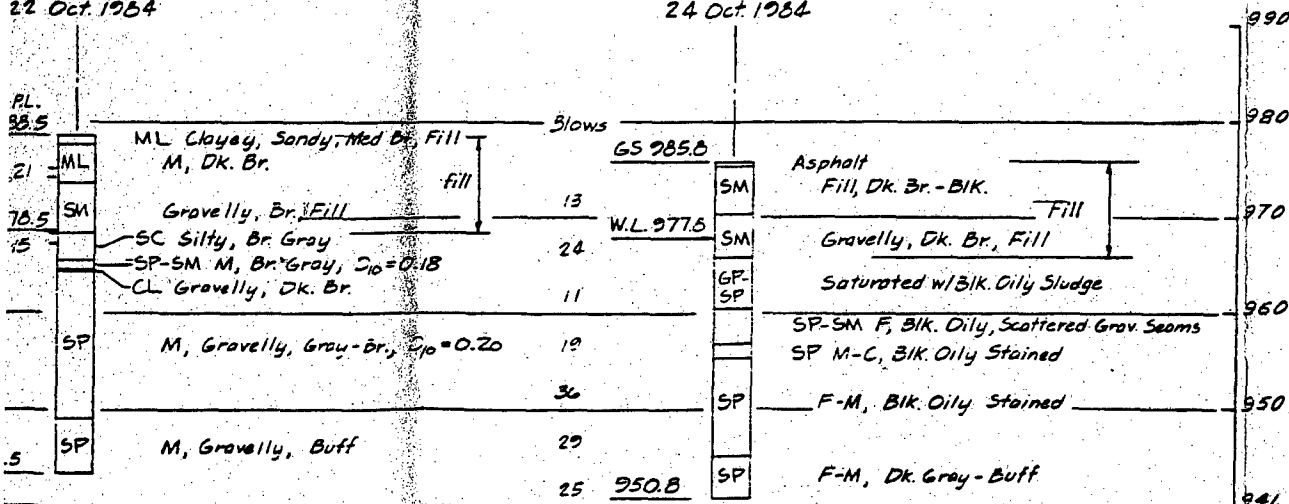 22 Oct. 1984
24 Oct. 1984
990
P.L.
88.5
Blows
980
ML Clayey, Sandy, Med Br., Fill
M, Dk. Br.
fill
.21
ML
SM
Gravelly, Br. Fill
78.5
.15
SC Silty, Br. Gray
SP-SM M, Br. Gray, D10=0.18
CL Gravelly, Dk. Br.
SP
M, Gravelly, Gray-Br., D10=0.20
SP
M, Gravelly, Buff
.5
13
24
11
19
36
29
25
GS 985.8
Asphalt
SM
Fill, Dk. Br.-Blk.
Fill
970
W.L. 977.8
SM
Gravelly, Dk. Br., Fill
GP-
SP
Saturated w/Blk. Oily Sludge
960
SP-SM F, Blk. Oily, Scattered Grav. Seams
SP M-C, Blk. Oily Stained
SP
F-M, Blk. Oily Stained
950
SP
F-M, Dk. Gray-Buff
950.8
941